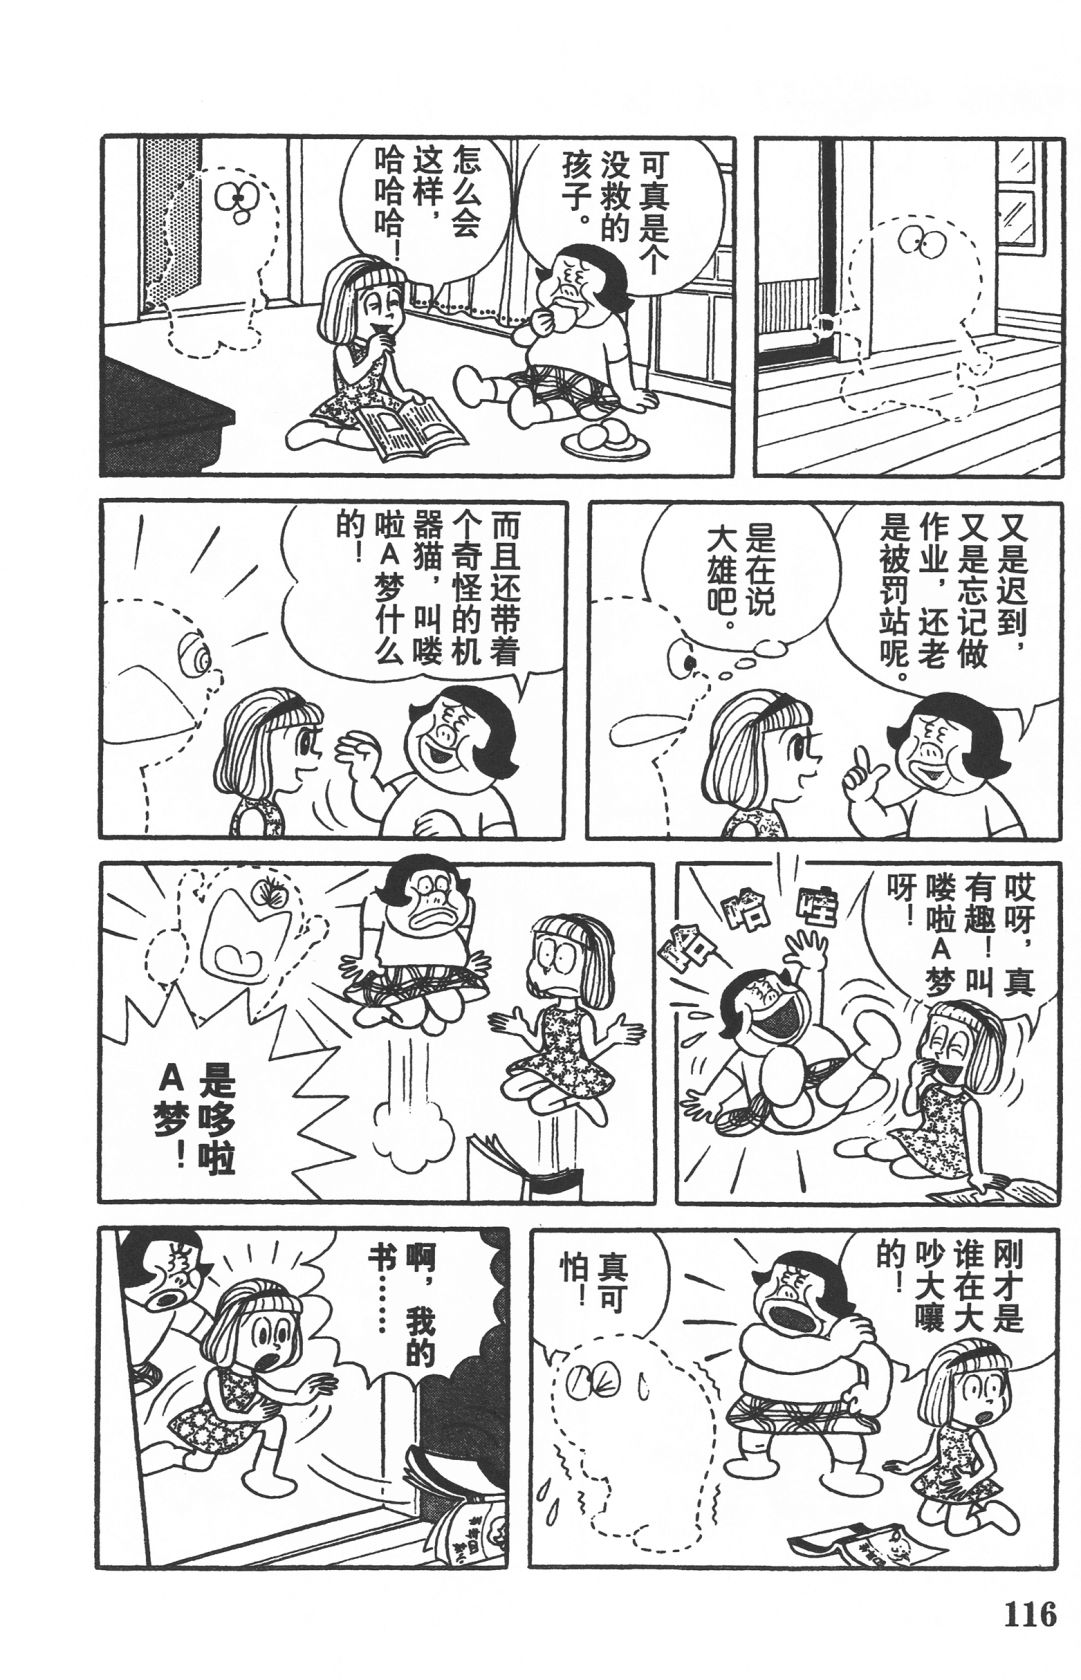 可真是个
没救的
孩子。
怎么会
这样，
哈哈哈！
又是迟到，
又是忘记做
作业，还老
是被罚站呢。
是在说
大雄吧。
而且还带着
个奇怪的机
器猫，叫喽
啦A梦什么
的！
哎呀，真
有趣！叫
喽啦A梦
呀！
哇
哈
哈
是哆啦
A梦！
刚才是
谁在大
吵大嚷
的！
真可
怕！
啊，我的
书……
116